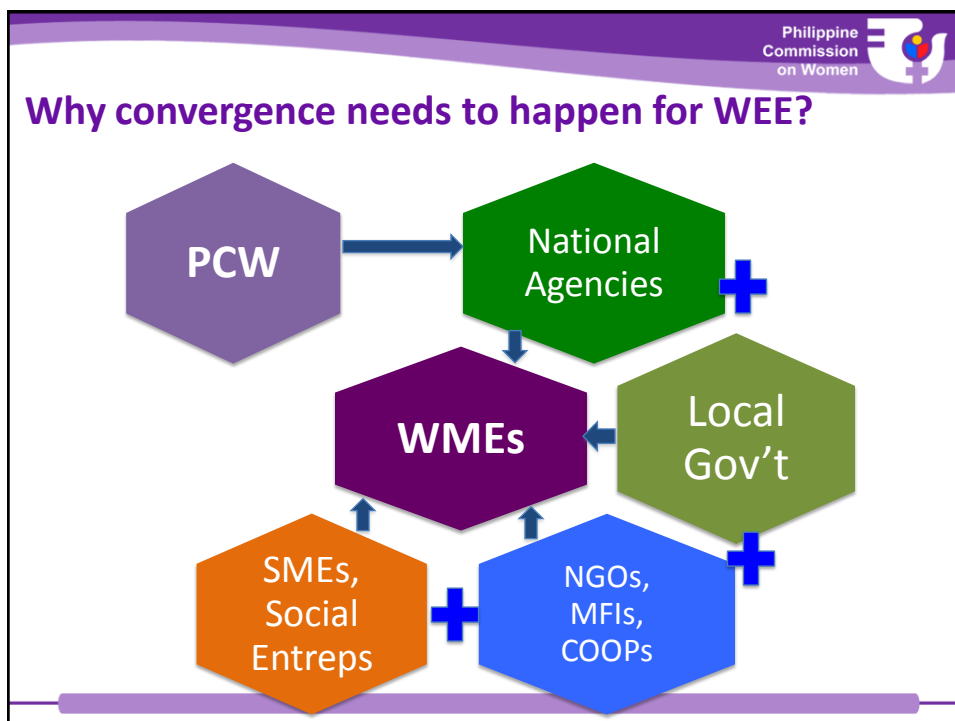 Philippine
Commission
on Women
Why convergence needs to happen for WEE?
PCW
National
Agencies
WMEs
Local
Gov’t
SMEs,
Social
Entreps
NGOs,
MFIs,
COOPs